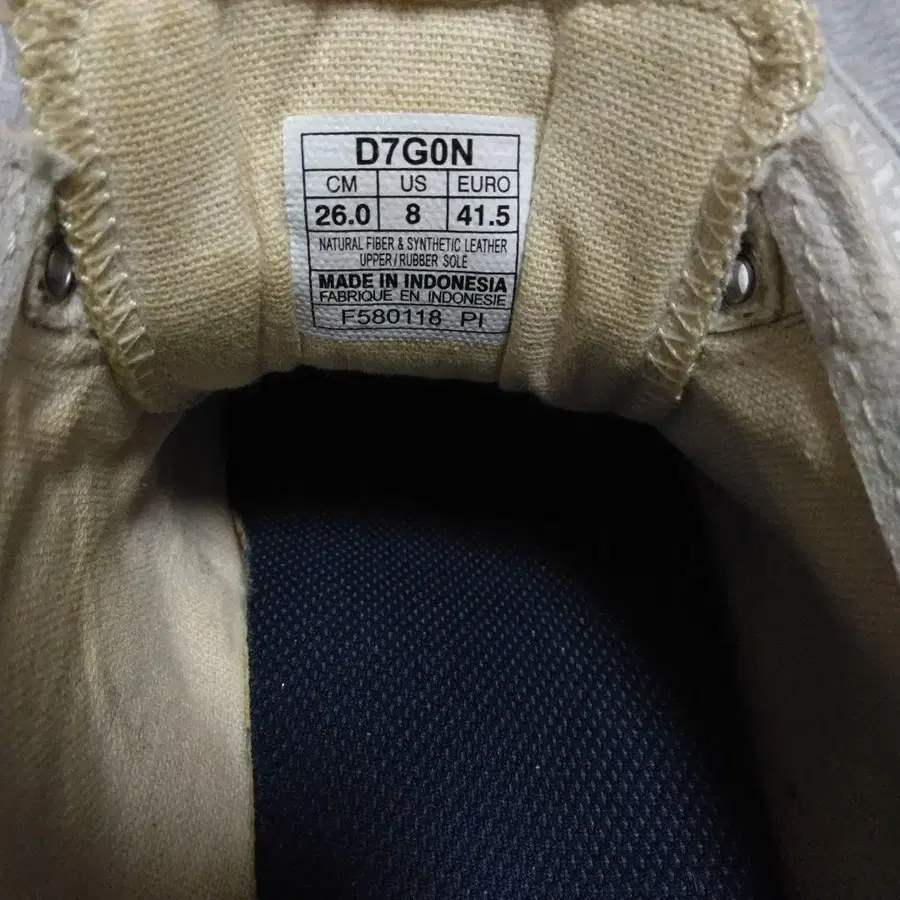 D7G0N
CM US EURO
26.0 8 41.5
NATURAL FIBER & SYNTHETIC LEATHER
UPPER/RUBBER SOLE
MADE IN INDONESIA
FABRIQUE EN INDONESIE
F580118 PI